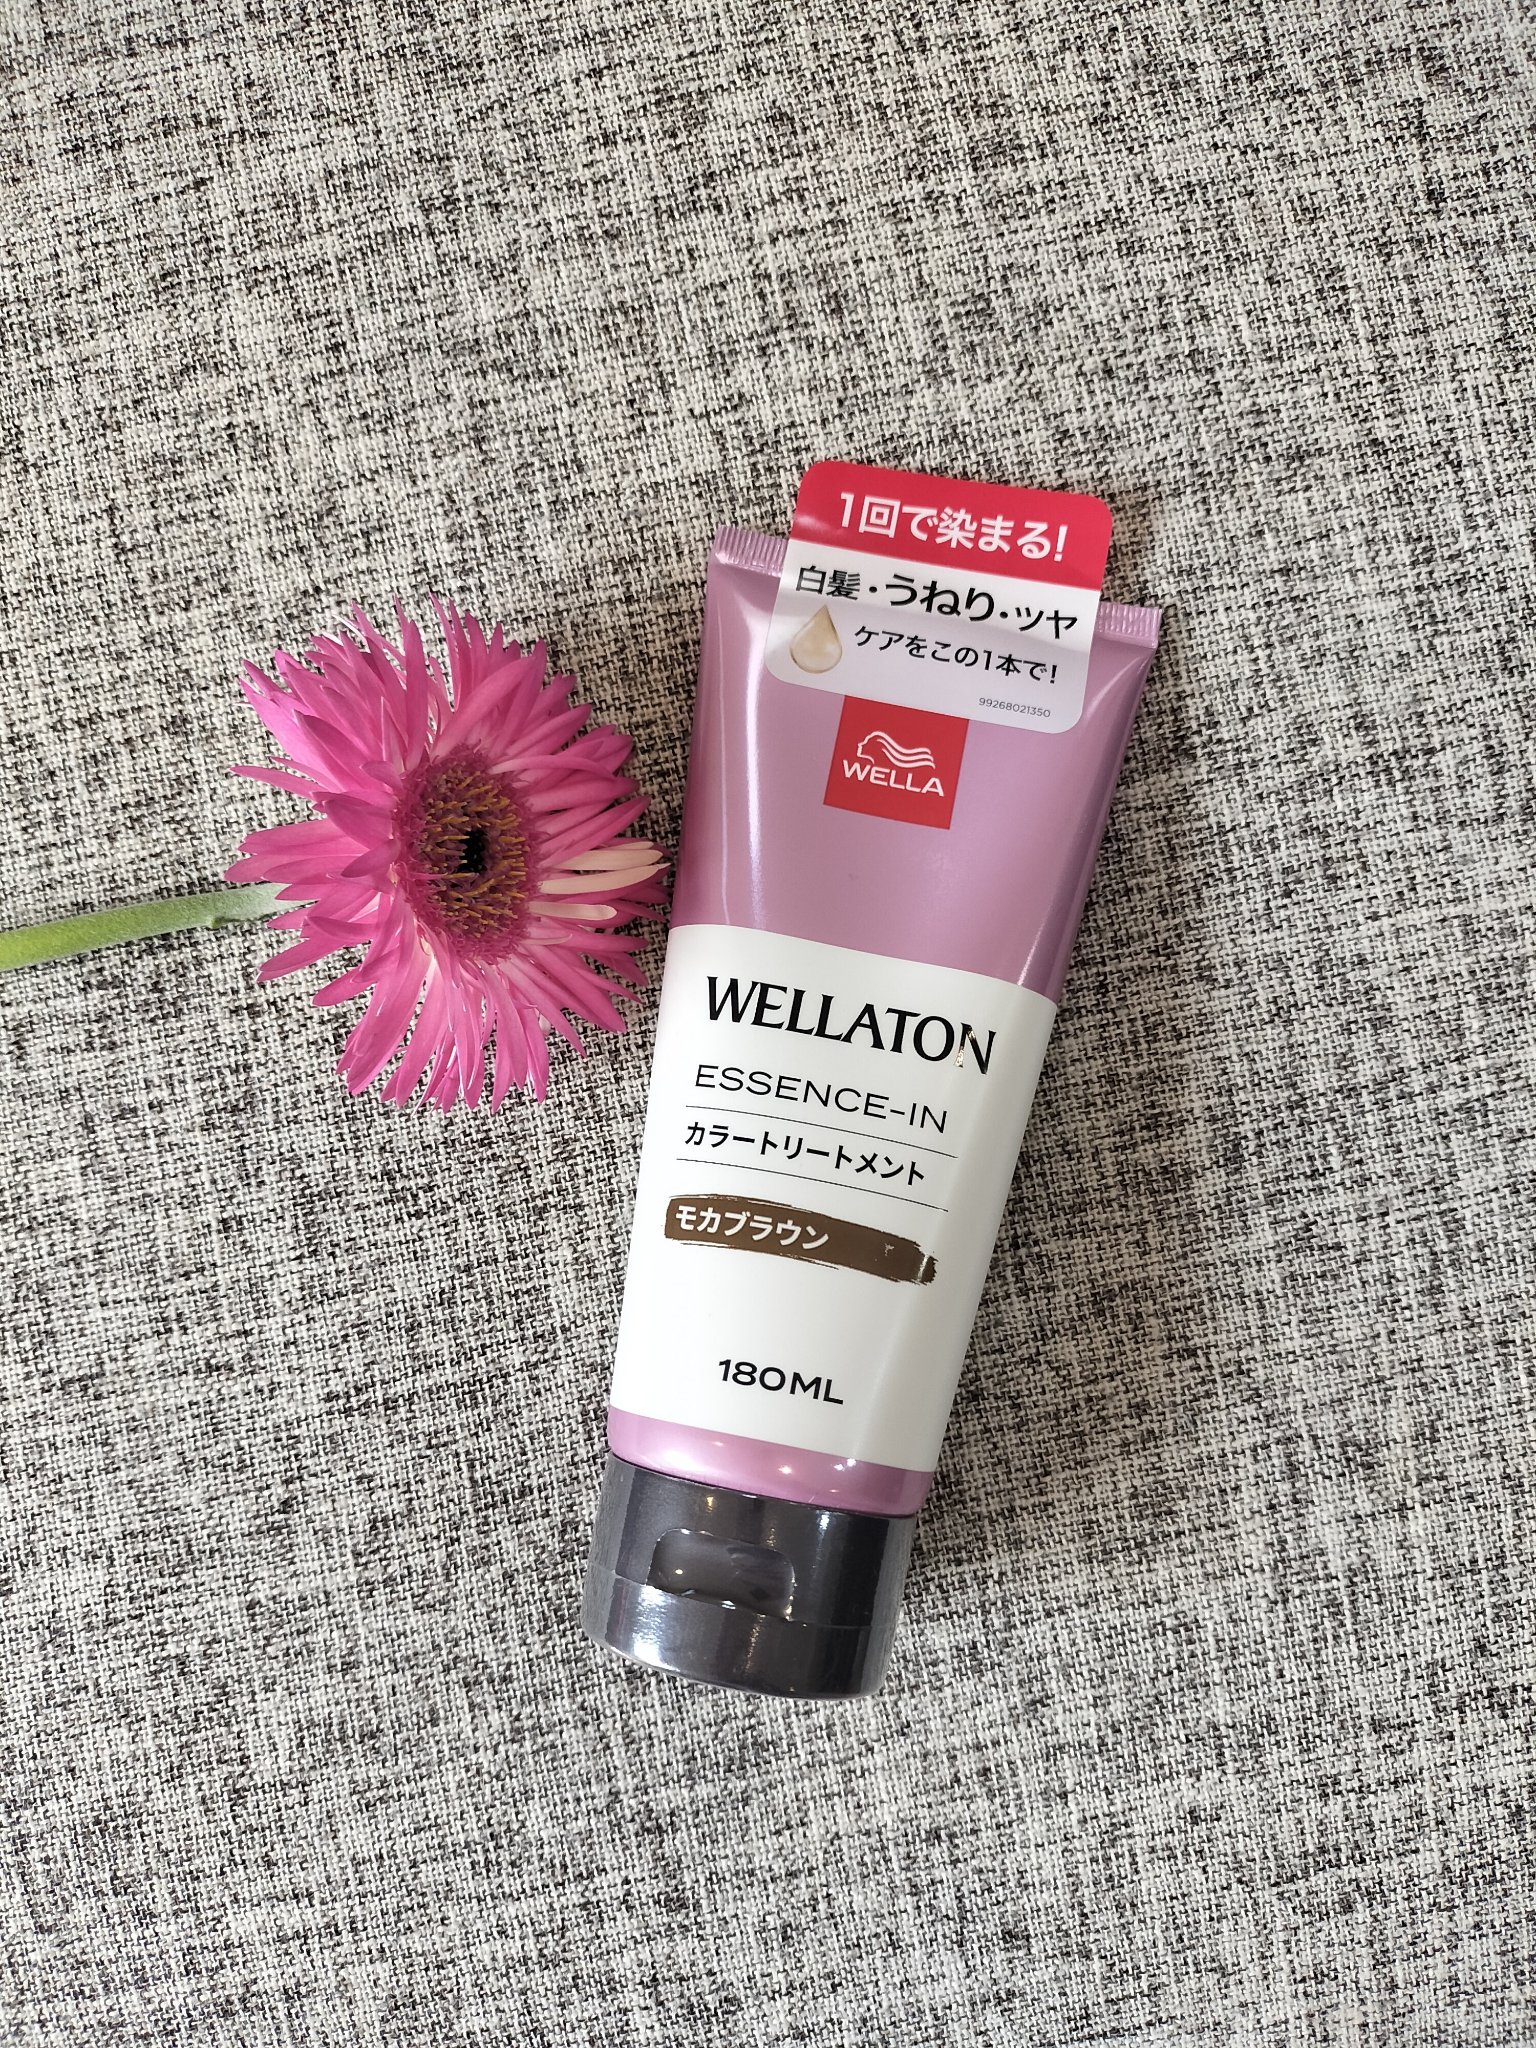 1回で染まる!
白髪・うねり・ツヤ
ケアをこの1本で!
99268021350
WELLA
WELLATON
ESSENCE-IN
カラートリートメント
モカブラウン
180ML